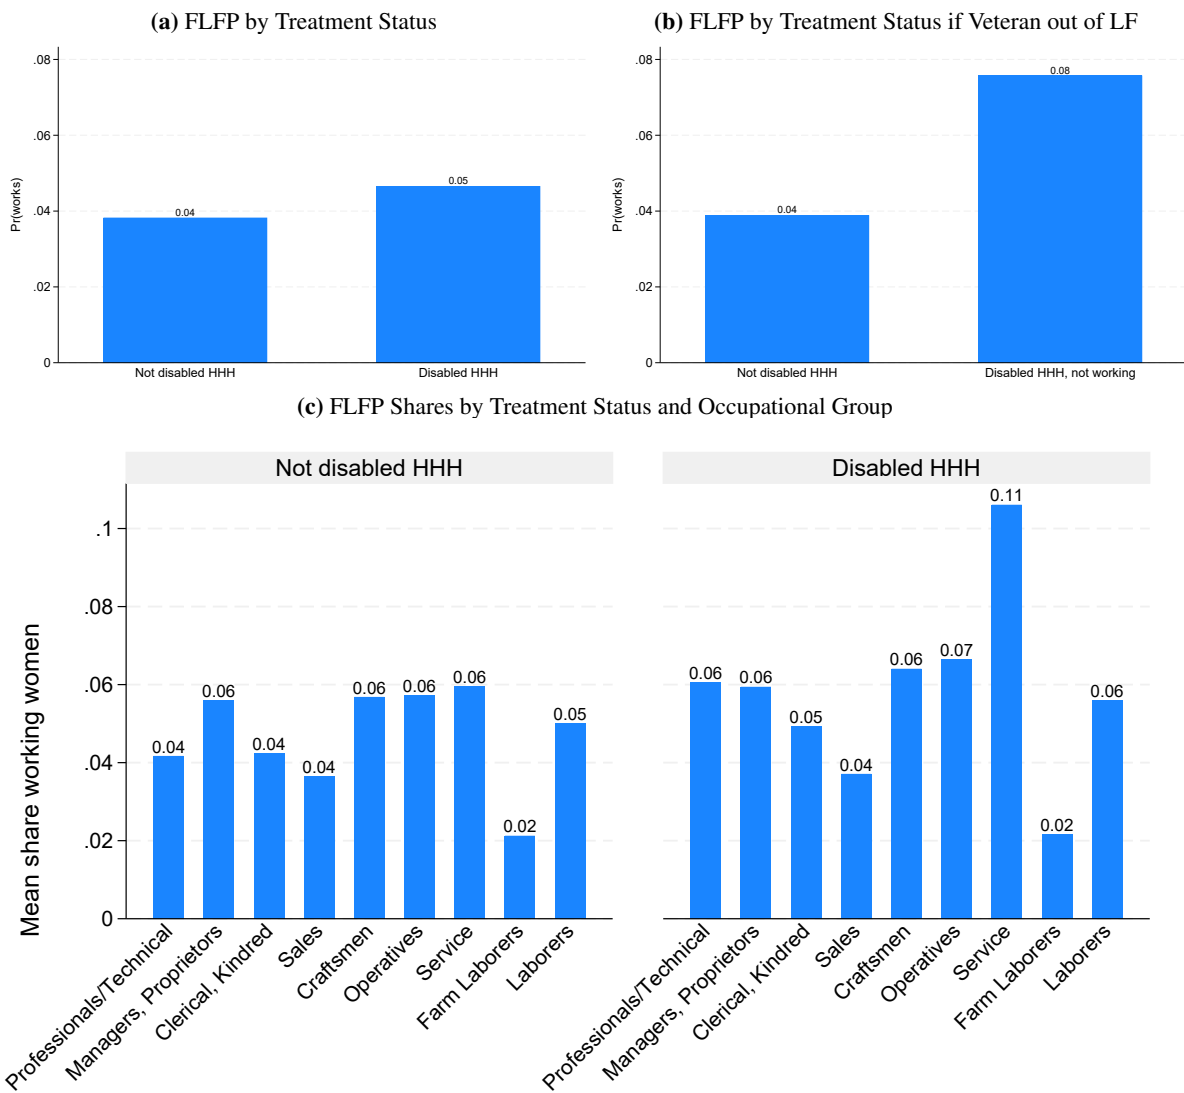 (a) FLFP by Treatment Status
.08
.06
.04
.02
0
Pr(works)
0.04
0.05
Not disabled HHH
Disabled HHH
(b) FLFP by Treatment Status if Veteran out of LF
.08
.06
.04
.02
0
Pr(works)
0.04
0.08
Not disabled HHH
Disabled HHH, not working
(c) FLFP Shares by Treatment Status and Occupational Group
Mean share working women
.1
.08
.06
.04
.02
0
Not disabled HHH
0.04
0.06
0.04
0.04
0.06
0.06
0.06
0.02
0.05
Professionals/Technical
Managers, Proprietors
Clerical, Kindred
Sales
Craftsmen
Operatives
Service
Farm Laborers
Laborers
Disabled HHH
0.06
0.06
0.05
0.04
0.06
0.07
0.11
0.02
0.06
Professionals/Technical
Managers, Proprietors
Clerical, Kindred
Sales
Craftsmen
Operatives
Service
Farm Laborers
Laborers